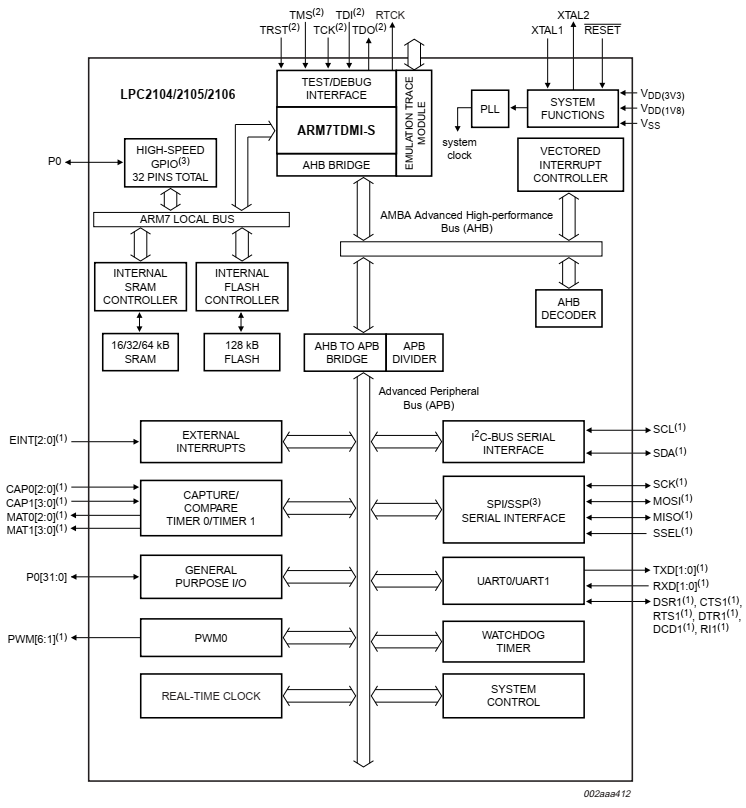 TMS(2) TDI(2) RTCK
TRST(2) TCK(2) TDO(2)
XTAL2
XTAL1 RESET
LPC2104/2105/2106
TEST/DEBUG
INTERFACE
ARM7TDMI-S
AHB BRIDGE
EMULATION TRACE
MODULE
PLL
system
clock
SYSTEM
FUNCTIONS
VDD(3V3)
VDD(1V8)
VSS
P0
HIGH-SPEED
GPIO(3)
32 PINS TOTAL
VECTORED
INTERRUPT
CONTROLLER
ARM7 LOCAL BUS
AMBA Advanced High-performance
Bus (AHB)
INTERNAL
SRAM
CONTROLLER
INTERNAL
FLASH
CONTROLLER
AHB
DECODER
16/32/64 kB
SRAM
128 kB
FLASH
AHB TO APB
BRIDGE
APB
DIVIDER
Advanced Peripheral
Bus (APB)
EINT[2:0](1)
EXTERNAL
INTERRUPTS
I2C-BUS SERIAL
INTERFACE
SCL(1)
SDA(1)
CAP0[2:0](1)
CAP1[3:0](1)
MAT0[2:0](1)
MAT1[3:0](1)
CAPTURE/
COMPARE
TIMER 0/TIMER 1
SPI/SSP(3)
SERIAL INTERFACE
SCK(1)
MOSI(1)
MISO(1)
SSEL(1)
P0[31:0]
GENERAL
PURPOSE I/O
UART0/UART1
TXD[1:0](1)
RXD[1:0](1)
DSR1(1), CTS1(1),
RTS1(1), DTR1(1),
DCD1(1), RI1(1)
PWM[6:1](1)
PWM0
WATCHDOG
TIMER
REAL-TIME CLOCK
SYSTEM
CONTROL
002aaa412